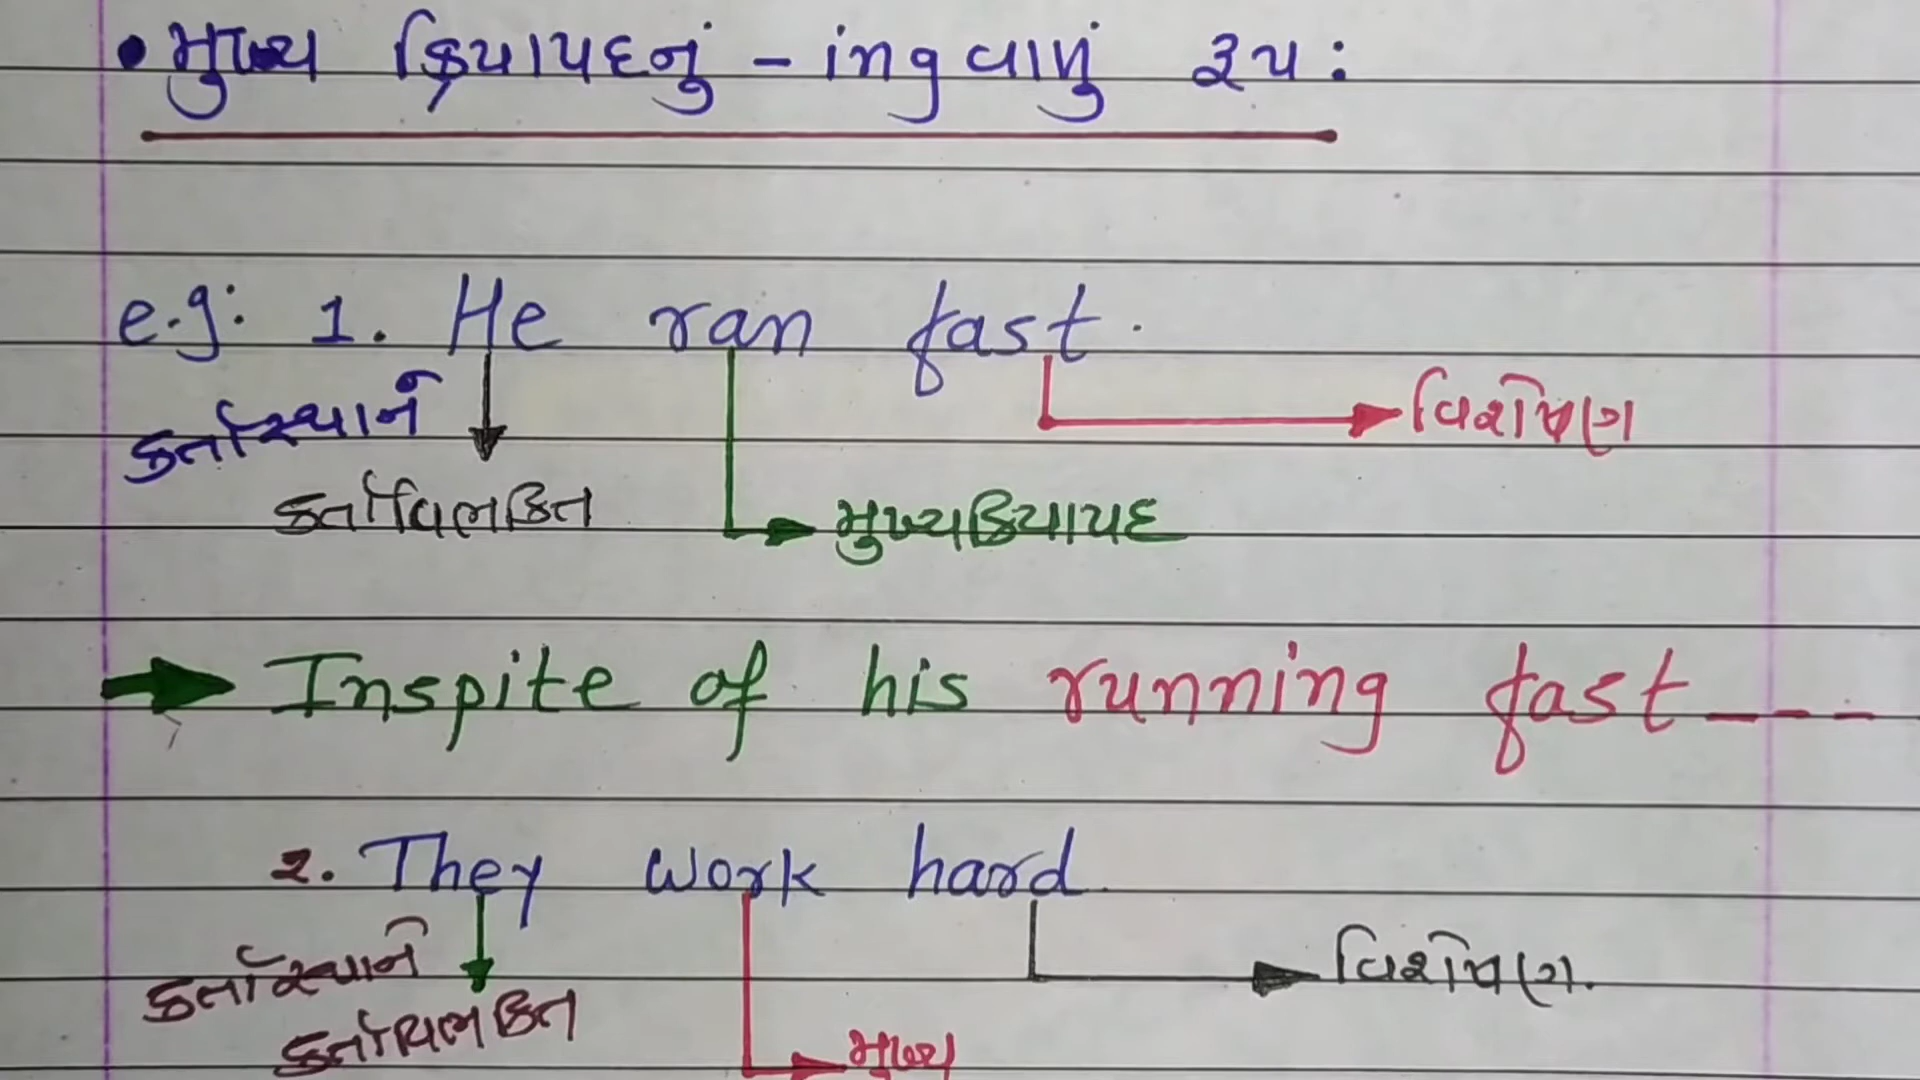 • મુખ્ય ક્રિયાપદનું -ing વાળું રૂપ :
e.g: 1. He ran fast.
કર્તાસ્થાને
વિશેષણ
કર્તાવિભક્તિ
મુખ્યક્રિયાપદ
Inspite of his running fast ---
2. They work hard.
કર્તાસ્થાને
વિશેષણ.
કર્તાવિભક્તિ
મુખ્ય